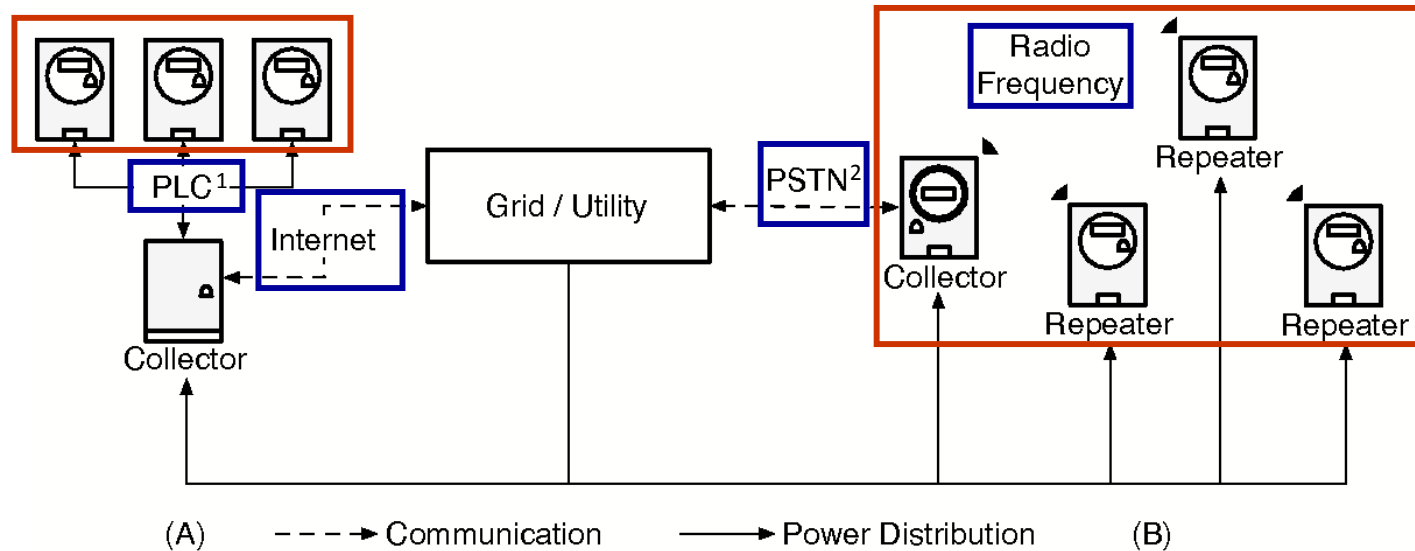 Radio
Frequency
Repeater
PLC¹
PSTN²
Internet
Grid / Utility
Collector
Collector
Repeater
Repeater
(A)
Communication
Power Distribution
(B)